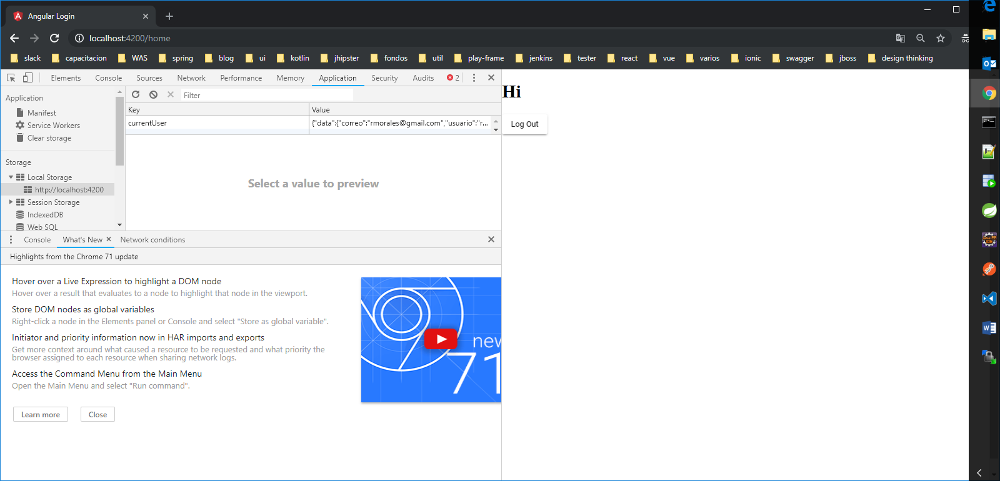 Angular Login
localhost:4200/home
slack capacitacion WAS spring blog ui kotlin jhipster fondos util play-frame jenkins tester react vue varios ionic swagger jboss design thinking
Elements Console Sources Network Performance Memory Application Security Audits 2
Application
Manifest
Service Workers
Clear storage
Storage
Local Storage
http://localhost:4200
Session Storage
IndexedDB
Web SQL
Filter
Key Value
currentUser {"data":{"correo":"rmorales@gmail.com","usuario":"r...
Select a value to preview
Hi
Log Out
Console What's New Network conditions
Highlights from the Chrome 71 update
Hover over a Live Expression to highlight a DOM node
Hover over a result that evaluates to a node to highlight that node in the viewport.
Store DOM nodes as global variables
Right-click a node in the Elements panel or Console and select "Store as global variable".
Initiator and priority information now in HAR imports and exports
Get more context around what caused a resource to be requested and what priority the
browser assigned to each resource when sharing network logs.
Access the Command Menu from the Main Menu
Open the Main Menu and select "Run command".
Learn more Close
new
71